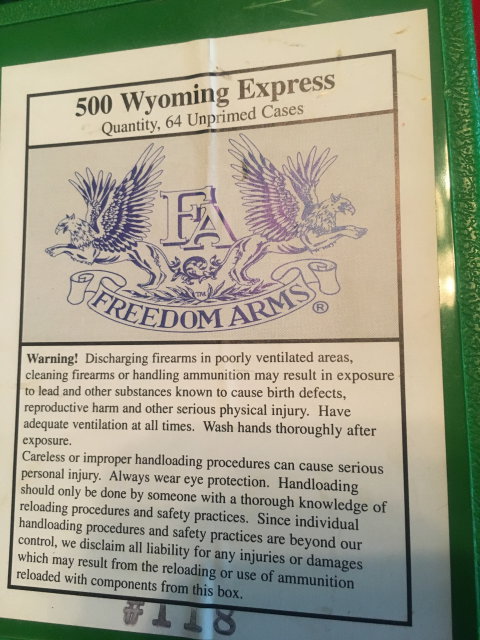 500 Wyoming Express
Quantity, 64 Unprimed Cases
FA
FREEDOM ARMS®
TM
Warning! Discharging firearms in poorly ventilated areas,
cleaning firearms or handling ammunition may result in exposure
to lead and other substances known to cause birth defects,
reproductive harm and other serious physical injury. Have
adequate ventilation at all times. Wash hands thoroughly after
exposure.
Careless or improper handloading procedures can cause serious
personal injury. Always wear eye protection. Handloading
should only be done by someone with a thorough knowledge of
reloading procedures and safety practices. Since individual
handloading procedures and safety practices are beyond our
control, we disclaim all liability for any injuries or damages
which may result from the reloading or use of ammunition
reloaded with components from this box.
#118